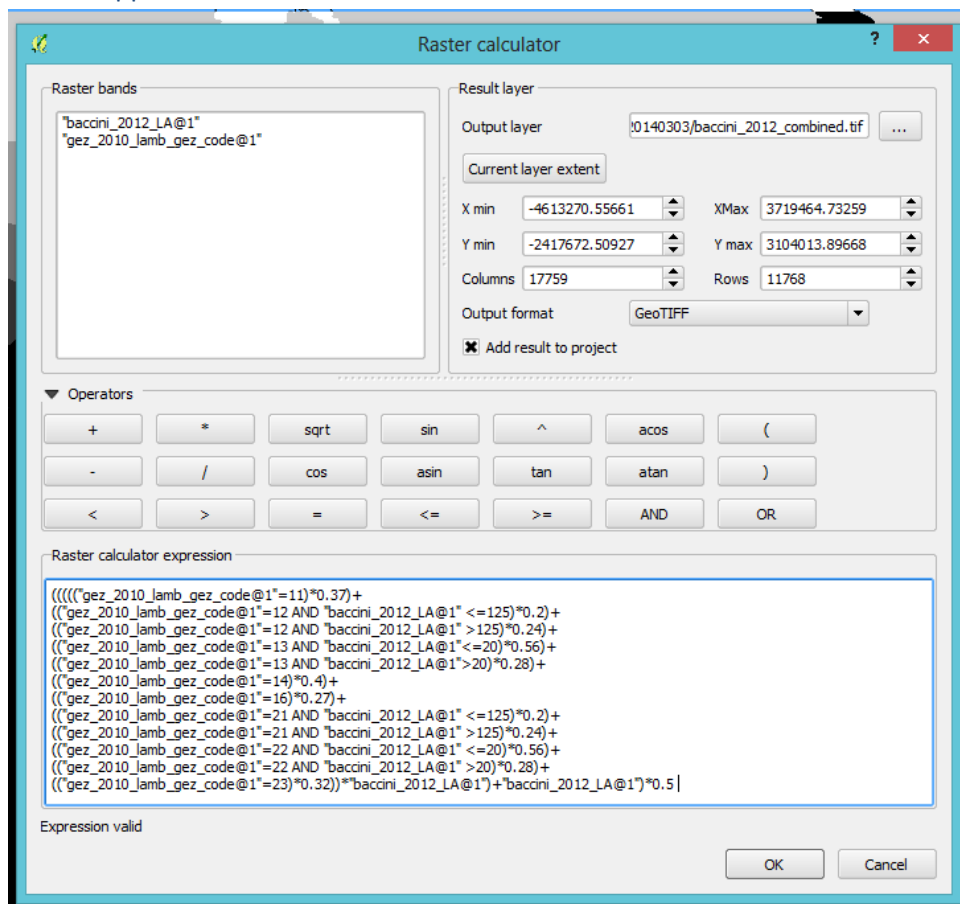 Raster calculator
?
Raster bands
"baccini_2012_LA@1"
"gez_2010_lamb_gez_code@1"
Result layer
Output layer !0140303/baccini_2012_combined.tif ...
Current layer extent
X min -4613270.55661 XMax 3719464.73259
Y min -2417672.50927 Y max 3104013.89668
Columns 17759 Rows 11768
Output format GeoTIFF
Add result to project
Operators
+ * sqrt sin ^ acos (
- / cos asin tan atan )
< > = <= >= AND OR
Raster calculator expression
((((("gez_2010_lamb_gez_code@1"=11)*0.37)+
(("gez_2010_lamb_gez_code@1"=12 AND "baccini_2012_LA@1" <=125)*0.2)+
(("gez_2010_lamb_gez_code@1"=12 AND "baccini_2012_LA@1" >125)*0.24)+
(("gez_2010_lamb_gez_code@1"=13 AND "baccini_2012_LA@1"<=20)*0.56)+
(("gez_2010_lamb_gez_code@1"=13 AND "baccini_2012_LA@1">20)*0.28)+
(("gez_2010_lamb_gez_code@1"=14)*0.4)+
(("gez_2010_lamb_gez_code@1"=16)*0.27)+
(("gez_2010_lamb_gez_code@1"=21 AND "baccini_2012_LA@1" <=125)*0.2)+
(("gez_2010_lamb_gez_code@1"=21 AND "baccini_2012_LA@1" >125)*0.24)+
(("gez_2010_lamb_gez_code@1"=22 AND "baccini_2012_LA@1" <=20)*0.56)+
(("gez_2010_lamb_gez_code@1"=22 AND "baccini_2012_LA@1" >20)*0.28)+
(("gez_2010_lamb_gez_code@1"=23)*0.32))*"baccini_2012_LA@1")+"baccini_2012_LA@1")*0.5
Expression valid
OK Cancel